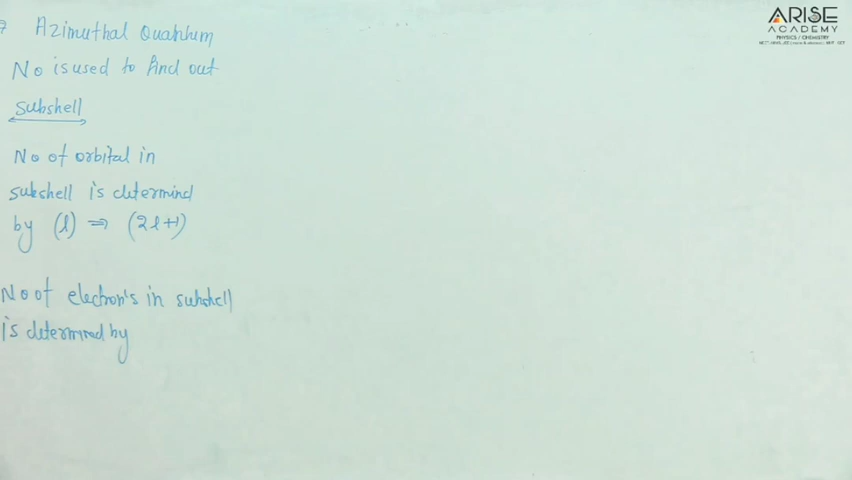 Azimuthal Quantum
No is used to find out
subshell
No of orbital in
subshell is determind
by (l) ⇒ (2l+1)
No of electron's in subshell
is determined by
ARISE
ACADEMY
PHYSICS / CHEMISTRY